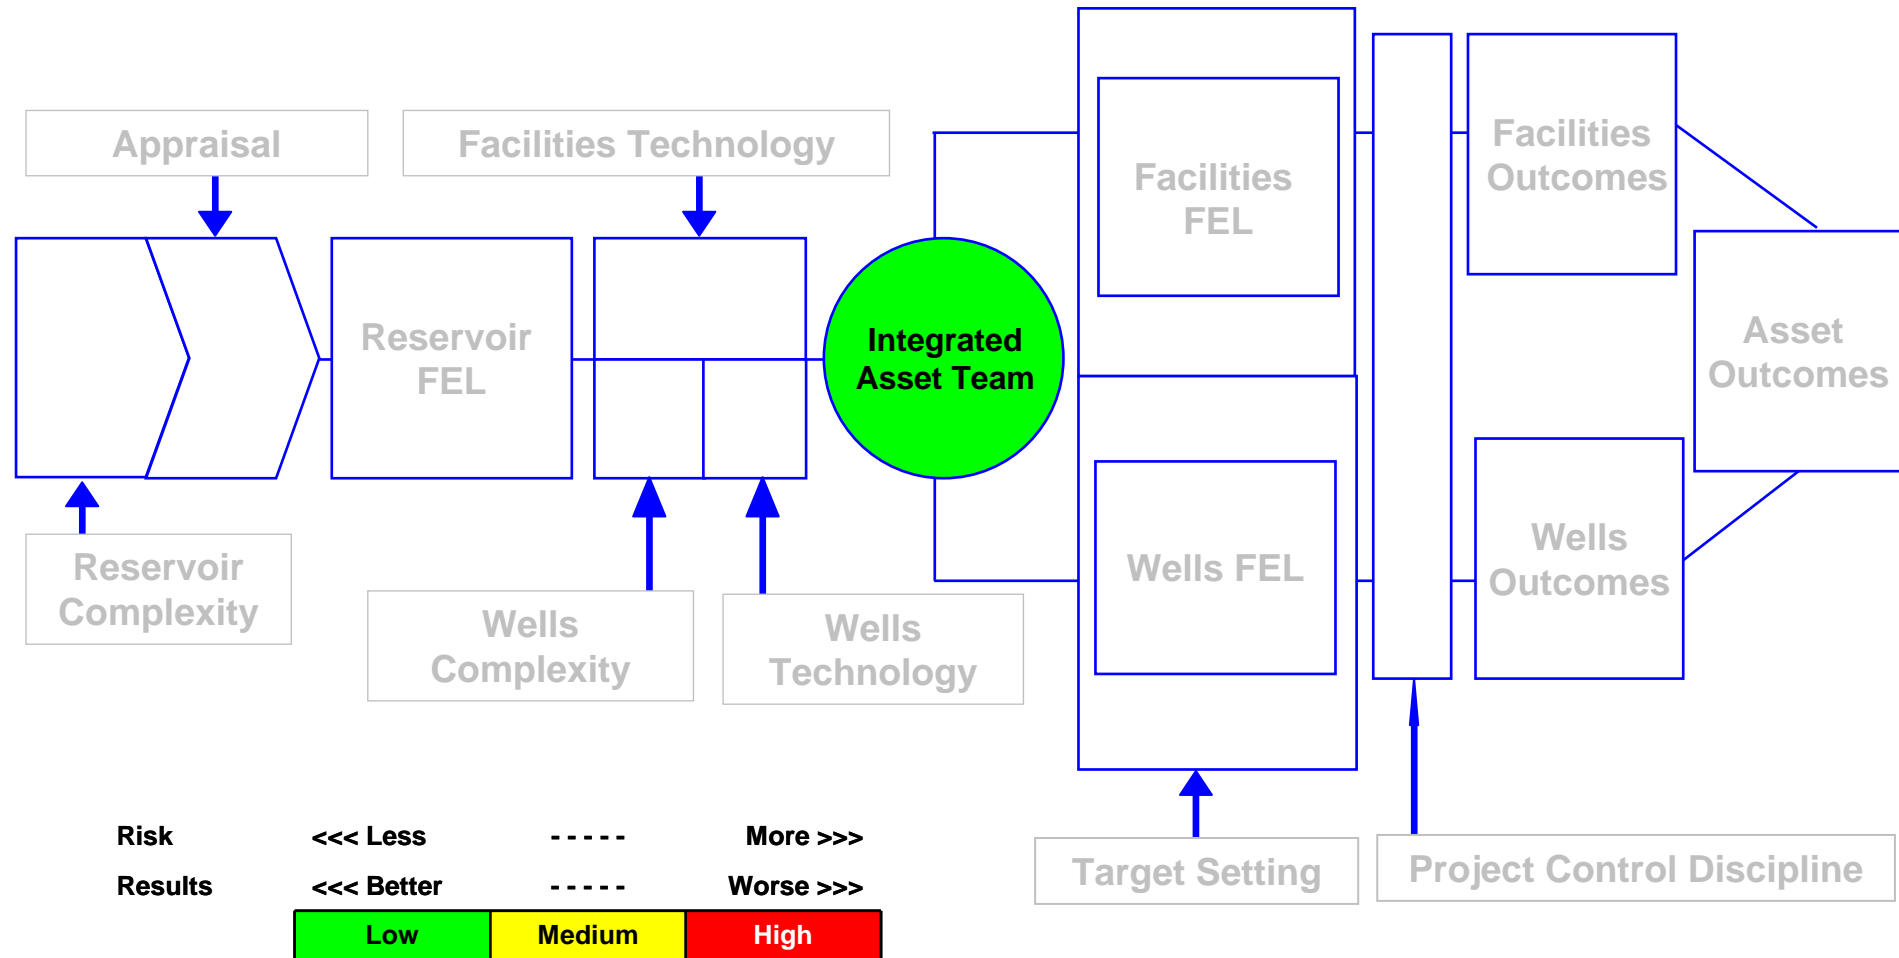 Appraisal
Facilities Technology
Facilities
FEL
Facilities
Outcomes
Reservoir
FEL
Integrated
Asset Team
Asset
Outcomes
Reservoir
Complexity
Wells
Complexity
Wells
Technology
Wells FEL
Wells
Outcomes
Target Setting
Project Control Discipline
Risk <<< Less - - - - - More >>>
Results <<< Better - - - - - Worse >>>
Low Medium High